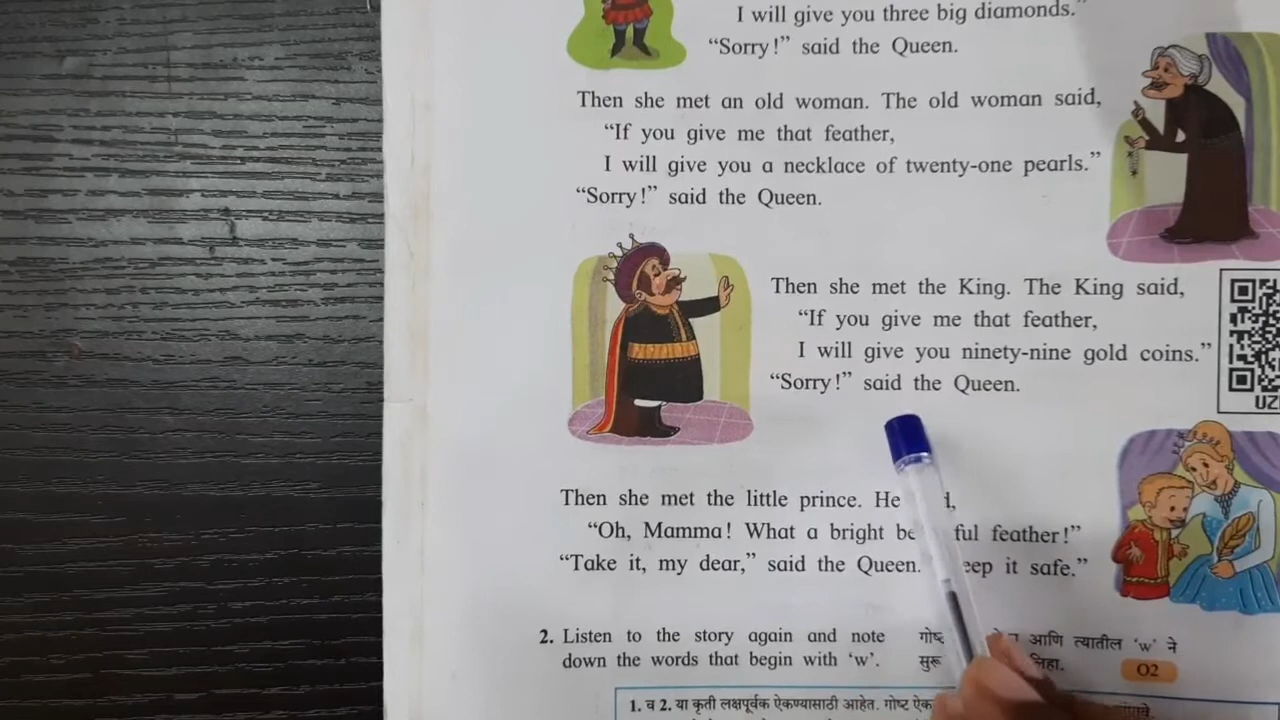 I will give you three big diamonds.”
“Sorry!” said the Queen.
Then she met an old woman. The old woman said,
“If you give me that feather,
I will give you a necklace of twenty-one pearls.”
“Sorry!” said the Queen.
Then she met the King. The King said,
“If you give me that feather,
I will give you ninety-nine gold coins.”
“Sorry!” said the Queen.
UZ
Then she met the little prince. He
“Oh, Mamma! What a bright feather!”
“Take it, my dear,” said the Queen. it safe.”
2. Listen to the story again and note
down the words that begin with ‘w’.
आणि त्यातील ‘w’ ने
O2
1. व 2. या कृती लक्षपूर्वक ऐकण्यासाठी आहेत. गोष्ट